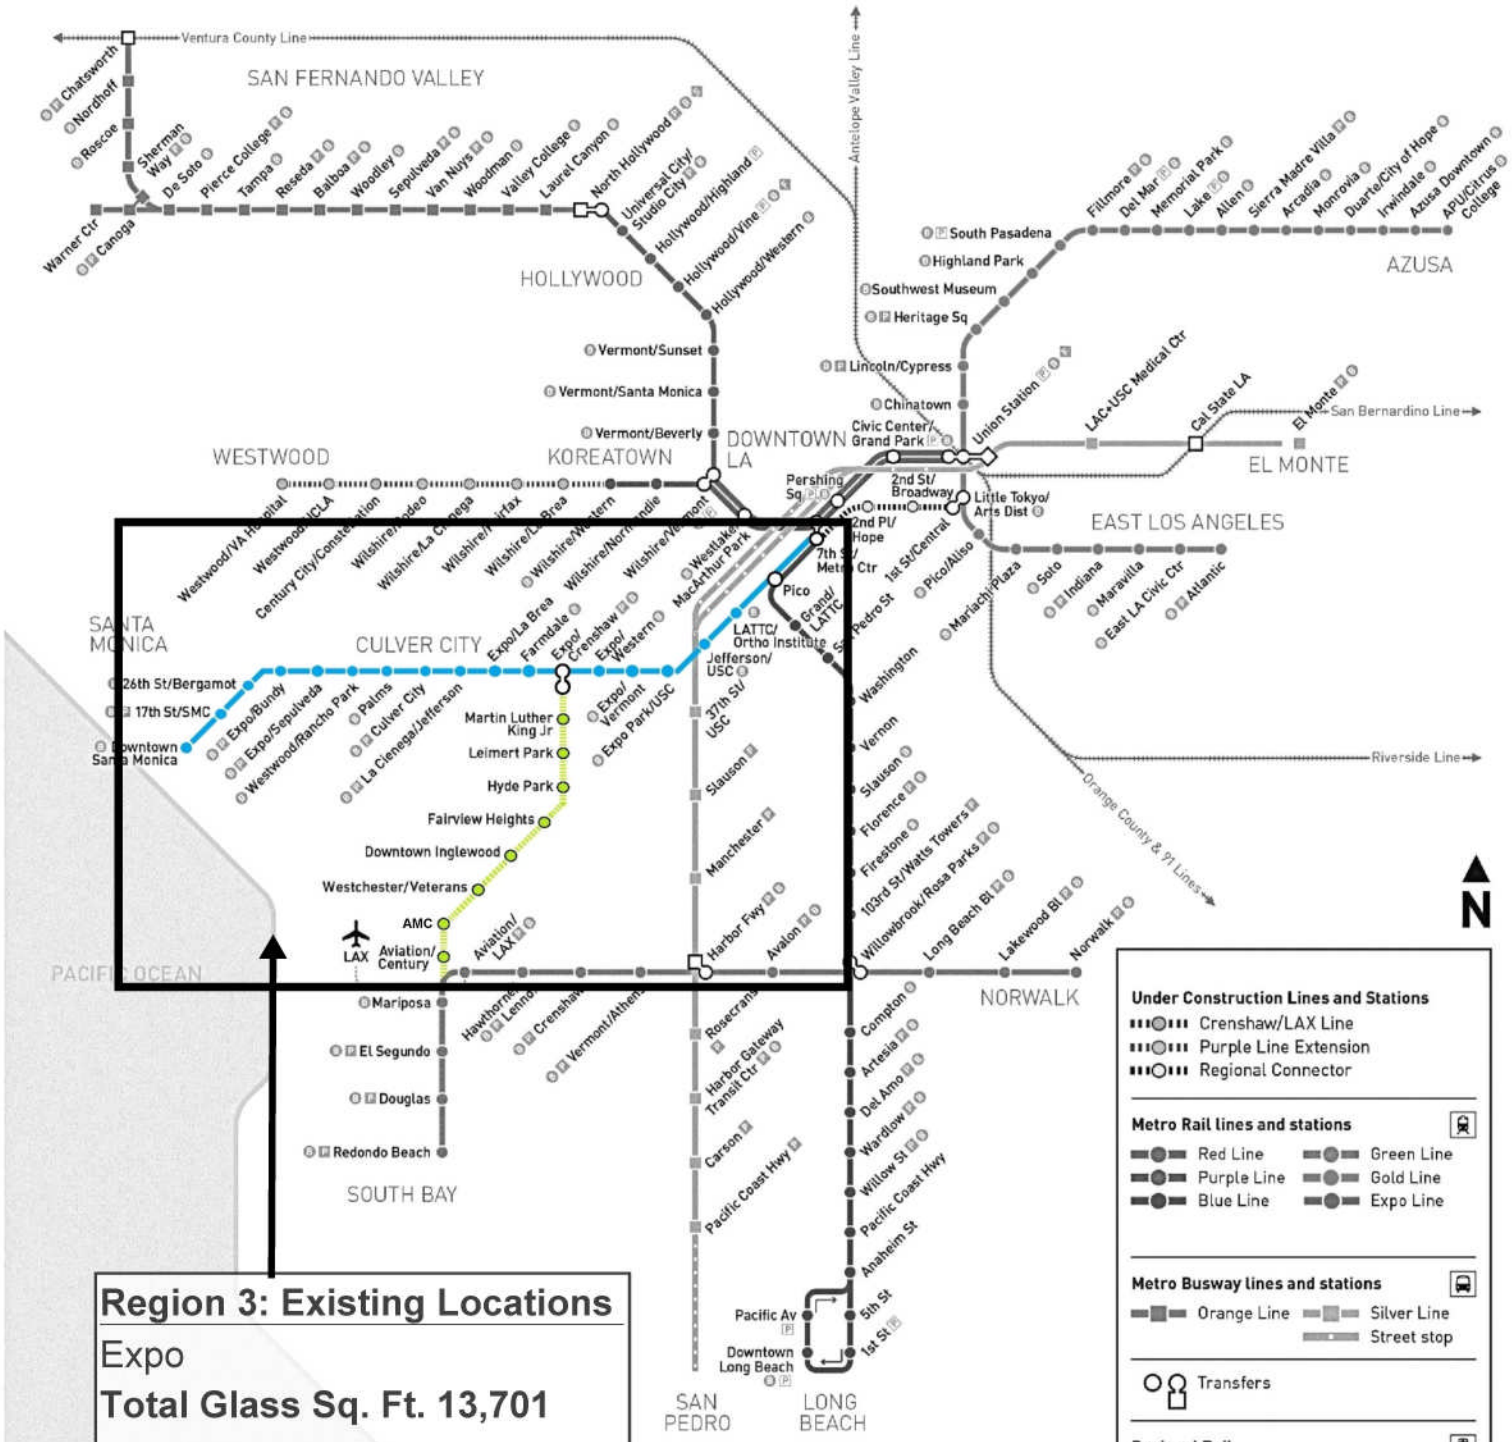 Ventura County Line
SAN FERNANDO VALLEY
Antelope Valley Line
Chatsworth
Nordhoff
Roscoe
Sherman
Way
De Soto
Pierce College
Tampa
Reseda
Balboa
Woodley
Sepulveda
Van Nuys
Woodman
Valley College
Laurel Canyon
North Hollywood
Universal City/
Studio City
Hollywood/Highland
Hollywood/Vine
Hollywood/Western
Warner Ctr
Canoga
HOLLYWOOD
Vermont/Sunset
Vermont/Santa Monica
Vermont/Beverly
Fillmore
Del Mar
Memorial Park
Lake
Allen
Sierra Madre Villa
Arcadia
Monrovia
Duarte/City of Hope
Irwindale
Azusa Downtown
APU/Citrus
College
South Pasadena
Highland Park
Southwest Museum
Heritage Sq
Lincoln/Cypress
Chinatown
AZUSA
Union Station
LAC+USC Medical Ctr
Cal State LA
El Monte
San Bernardino Line
EL MONTE
WESTWOOD
KOREATOWN
DOWNTOWN
LA
Civic Center/
Grand Park
Pershing
Sq
2nd St/
Broadway
Little Tokyo/
Arts Dist
2nd Pl/
Hope
7th St/
Metro Ctr
1st St/Central
Pico/Aliso
Mariachi Plaza
Soto
Indiana
Maravilla
East LA Civic Ctr
Atlantic
EAST LOS ANGELES
Westwood/VA Hospital
Westwood/UCLA
Century City/Constellation
Wilshire/Rodeo
Wilshire/La Cienega
Wilshire/Fairfax
Wilshire/La Brea
Wilshire/Western
Wilshire/Normandie
Wilshire/Vermont
Westlake/
MacArthur Park
Pico
Grand/
LATTC
San Pedro St
LATTC/
Ortho Institute
Jefferson/
USC
SANTA
MONICA
CULVER CITY
Expo/La Brea
Farmdale
Expo/
Crenshaw
Expo/
Western
Expo/
Vermont
Expo Park/USC
26th St/Bergamot
17th St/SMC
Downtown
Santa Monica
Expo/Bundy
Expo/Sepulveda
Westwood/Rancho Park
Palms
Culver City
La Cienega/Jefferson
Martin Luther
King Jr
Leimert Park
Hyde Park
Fairview Heights
Downtown Inglewood
Westchester/Veterans
AMC
Aviation/
Century
LAX
Aviation/
LAX
37th St/
USC
Slauson
Manchester
Harbor Fwy
Avalon
Washington
Vernon
Slauson
Florence
Firestone
103rd St/Watts Towers
Willowbrook/Rosa Parks
Long Beach Bl
Lakewood Bl
Norwalk
NORWALK
Riverside Line
Orange County & 91 Lines
PACIFIC OCEAN
Mariposa
El Segundo
Douglas
Redondo Beach
SOUTH BAY
Hawthorne/
Lennox
Crenshaw
Vermont/Athens
Rosecrans
Harbor Gateway
Transit Ctr
Carson
Pacific Coast Hwy
Compton
Artesia
Del Amo
Wardlow
Willow St
Pacific Coast Hwy
Anaheim St
5th St
1st St
Pacific Av
Downtown
Long Beach
SAN
PEDRO
LONG
BEACH
N
Under Construction Lines and Stations
Crenshaw/LAX Line
Purple Line Extension
Regional Connector
Metro Rail lines and stations
Red Line
Green Line
Purple Line
Gold Line
Blue Line
Expo Line
Metro Busway lines and stations
Orange Line
Silver Line
Street stop
Transfers
Region 3: Existing Locations
Expo
Total Glass Sq. Ft. 13,701